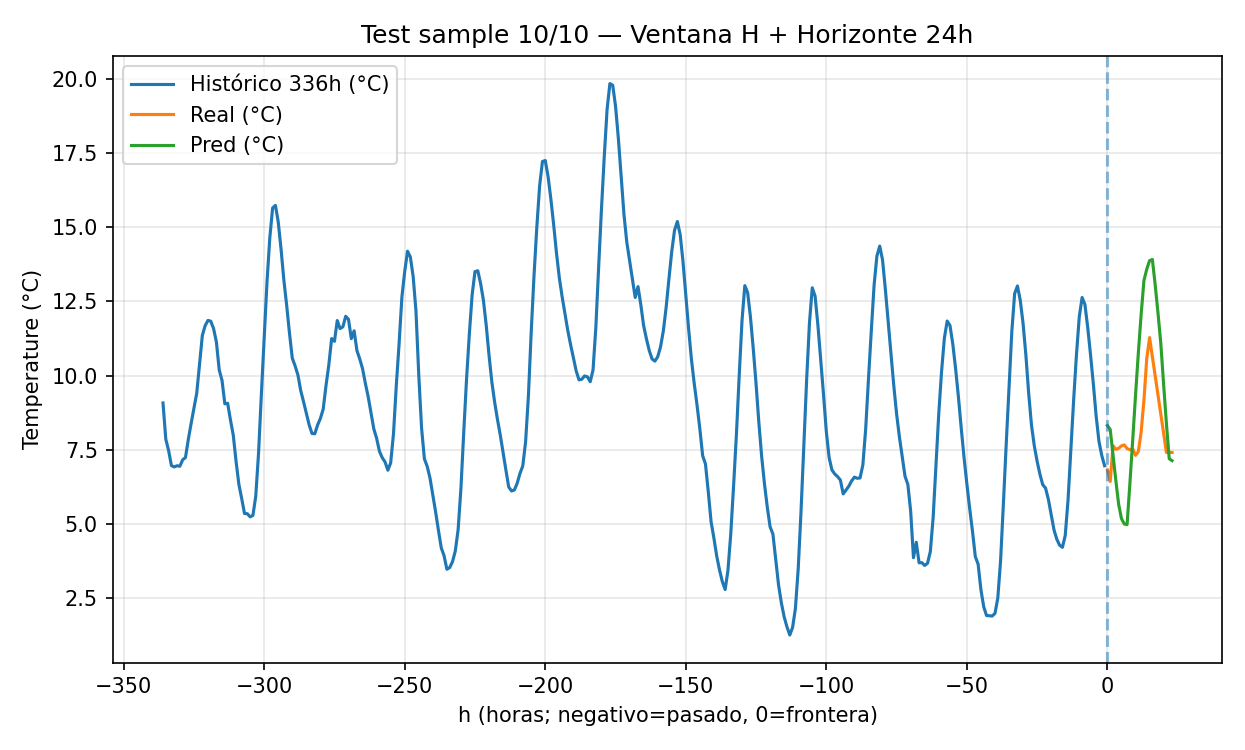 Test sample 10/10 — Ventana H + Horizonte 24h
Histórico 336h (°C)
Real (°C)
Pred (°C)
Temperature (°C)
20.0
17.5
15.0
12.5
10.0
7.5
5.0
2.5
−350 −300 −250 −200 −150 −100 −50 0
h (horas; negativo=pasado, 0=frontera)